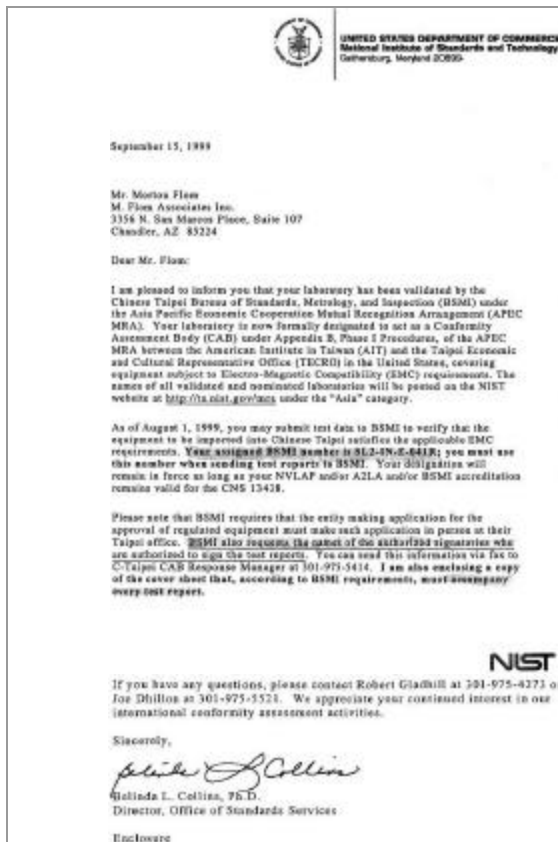 UNITED STATES DEPARTMENT OF COMMERCE
National Institute of Standards and Technology
Gaithersburg, Maryland 20899-
September 15, 1999
Mr. Morton Flom
M. Flom Associates Inc.
3356 N. San Marcos Place, Suite 107
Chandler, AZ 85224
Dear Mr. Flom:
I am pleased to inform you that your laboratory has been validated by the
Chinese Taipei Bureau of Standards, Metrology, and Inspection (BSMI) under
the Asia Pacific Economic Cooperation Mutual Recognition Arrangement (APEC
MRA). Your laboratory is now formally designated to act as a Conformity
Assessment Body (CAB) under Appendix B, Phase I Procedures, of the APEC
MRA between the American Institute in Taiwan (AIT) and the Taipei Economic
and Cultural Representative Office (TECRO) in the United States, covering
equipment subject to Electro-Magnetic Compatibility (EMC) requirements. The
names of all validated and nominated laboratories will be posted on the NIST
website at http://ts.nist.gov/mra under the "Asia" category.
As of August 1, 1999, you may submit test data to BSMI to verify that the
equipment to be imported into Chinese Taipei satisfies the applicable EMC
requirements. Your assigned BSMI number is SL2-IN-E-041R; you must use
this number when sending test reports to BSMI. Your designation will
remain in force as long as your NVLAP and/or A2LA and/or BSMI accreditation
remains valid for the CNS 13438.
Please note that BSMI requires that the entity making application for the
approval of regulated equipment must make such application in person at their
Taipei office. BSMI also requests the names of the authorized signatories who
are authorized to sign the test reports. You can send this information via fax to
C-Taipei CAB Response Manager at 301-975-5414. I am also enclosing a copy
of the cover sheet that, according to BSMI requirements, must accompany
every test report.
NIST
If you have any questions, please contact Robert Gladhill at 301-975-4273 o
Joe Dhillon at 301-975-5521. We appreciate your continued interest in our
international conformity assessment activities.
Sincerely,
Belinda L Collins
Belinda L. Collins, Ph.D.
Director, Office of Standards Services
Enclosure